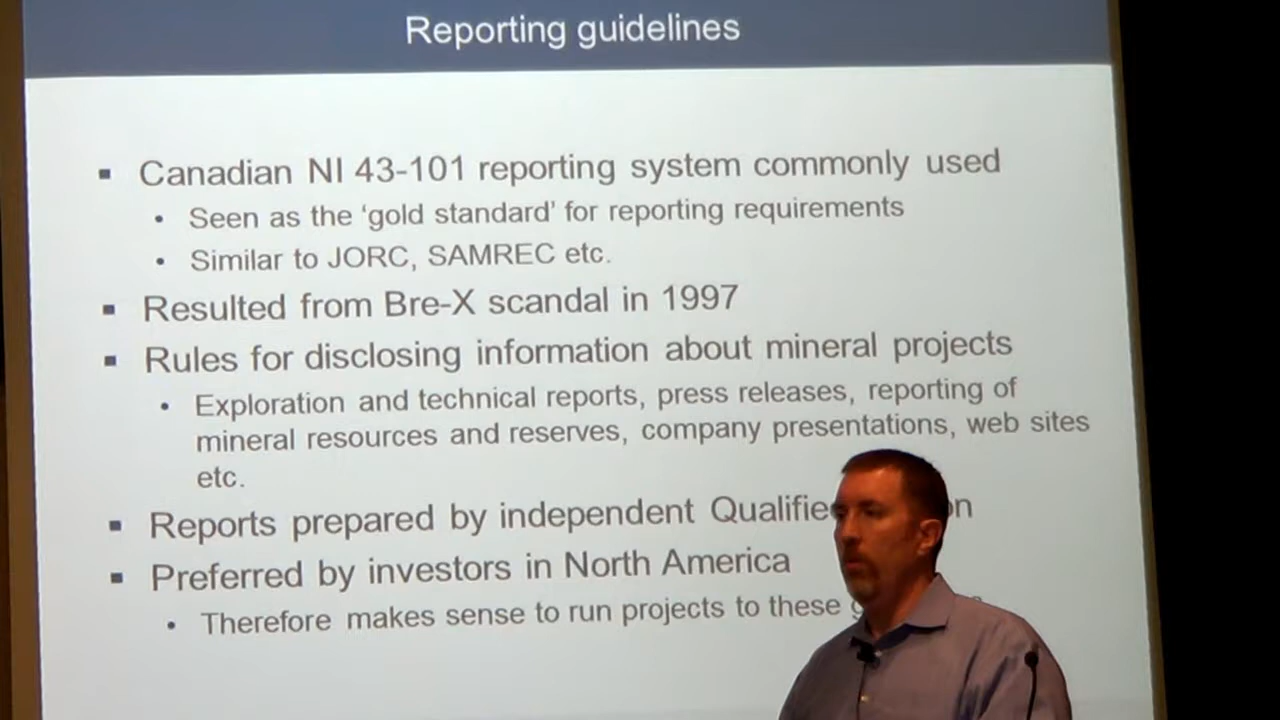 Reporting guidelines
Canadian NI 43-101 reporting system commonly used
Seen as the ‘gold standard’ for reporting requirements
Similar to JORC, SAMREC etc.
Resulted from Bre-X scandal in 1997
Rules for disclosing information about mineral projects
Exploration and technical reports, press releases, reporting of
mineral resources and reserves, company presentations, web sites
etc.
Reports prepared by independent
Preferred by investors in North America
Therefore makes sense to run projects to these